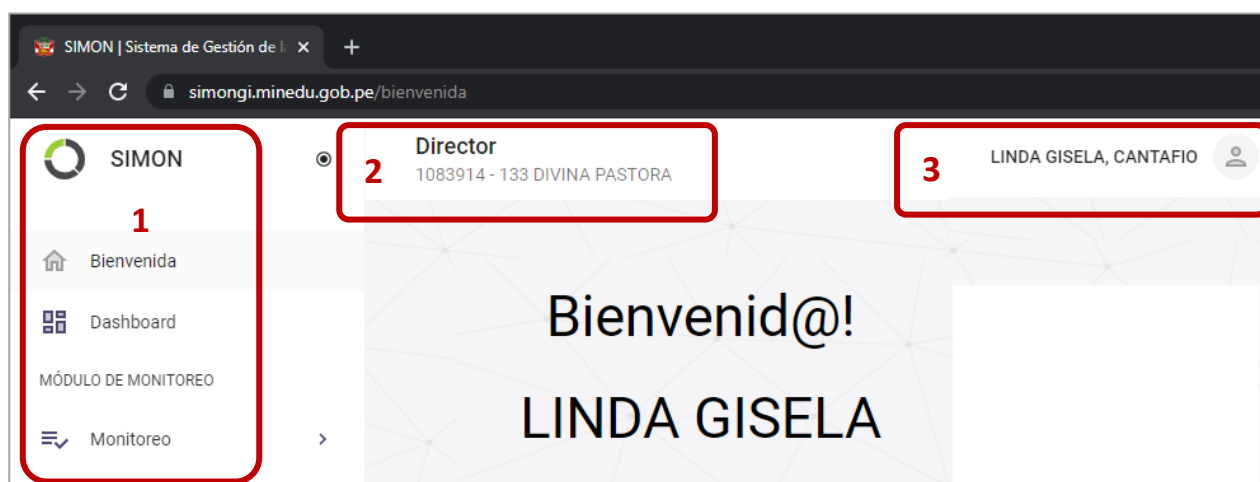 SIMON | Sistema de Gestión de l
simongi.minedu.gob.pe/bienvenida
SIMON
1
Bienvenida
Dashboard
MÓDULO DE MONITOREO
Monitoreo
2
Director
1083914 - 133 DIVINA PASTORA
3
LINDA GISELA, CANTAFIO
Bienvenid@!
LINDA GISELA